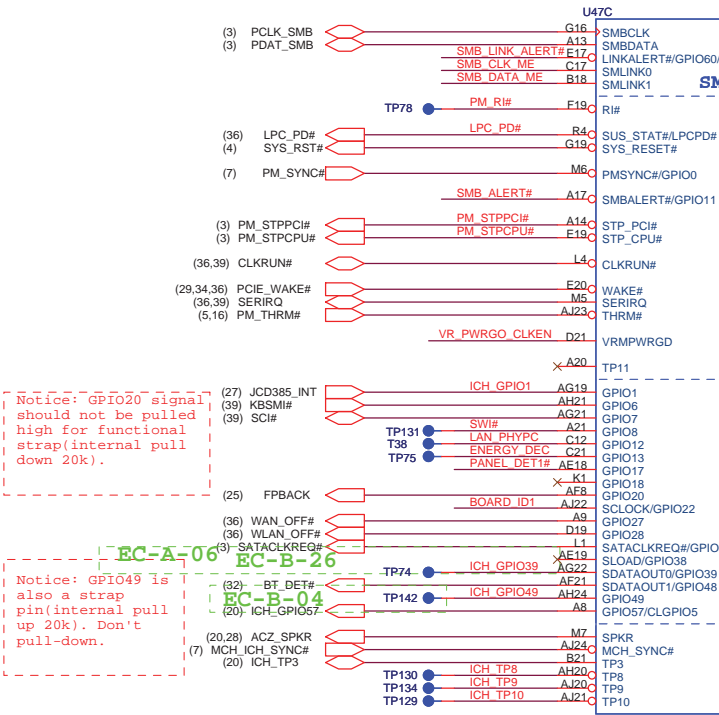 U47C
(3) PCLK_SMB G16 SMBCLK
(3) PDAT_SMB A13 SMBDATA
SMB_LINK_ALERT# E17 LINKALERT#/GPIO60/
SMB_CLK_ME C17 SMLINK0
SMB_DATA_ME B18 SMLINK1
SM
TP78 PM_RI# F19 RI#
(36) LPC_PD# LPC_PD# R4 SUS_STAT#/LPCPD#
(4) SYS_RST# G19 SYS_RESET#
(7) PM_SYNC# M6 PMSYNC#/GPIO0
SMB_ALERT# A17 SMBALERT#/GPIO11
(3) PM_STPPCI# PM_STPPCI# A14 STP_PCI#
(3) PM_STPCPU# PM_STPCPU# E19 STP_CPU#
(36,39) CLKRUN# L4 CLKRUN#
(29,34,36) PCIE_WAKE# E20 WAKE#
(36,39) SERIRQ M5 SERIRQ
(5,16) PM_THRM# AJ23 THRM#
VR_PWRGO_CLKEN D21 VRMPWRGD
A20 TP11
(27) JCD385_INT ICH_GPIO1 AG19 GPIO1
(39) KBSMI# AH21 GPIO6
(39) SCI# AG21 GPIO7
TP131 SWI# A21 GPIO8
T38 LAN_PHYPC C12 GPIO12
TP75 ENERGY_DEC C21 GPIO13
PANEL_DET1# AE18 GPIO17
K1 GPIO18
(25) FPBACK AF8 GPIO20
BOARD_ID1 AJ22 SCLOCK/GPIO22
(36) WAN_OFF# A9 GPIO27
(36) WLAN_OFF# D19 GPIO28
(3) SATACLKREQ# L1 SATACLKREQ#/GPIO
AE19 SLOAD/GPIO38
TP74 ICH_GPIO39 AG22 SDATAOUT0/GPIO39
(32) BT_DET# AF21 SDATAOUT1/GPIO48
TP142 ICH_GPIO49 AH24 GPIO49
(20) ICH_GPIO57 A8 GPIO57/CLGPIO5
(20,28) ACZ_SPKR M7 SPKR
(7) MCH_ICH_SYNC# AJ24 MCH_SYNC#
(20) ICH_TP3 B21 TP3
TP130 ICH_TP8 AH20 TP8
TP134 ICH_TP9 AJ20 TP9
TP129 ICH_TP10 AJ21 TP10
Notice: GPIO20 signal
should not be pulled
high for functional
strap(internal pull
down 20k).
EC-A-06 EC-B-26
EC-B-04
Notice: GPIO49 is
also a strap
pin(internal pull
up 20k). Don't
pull-down.